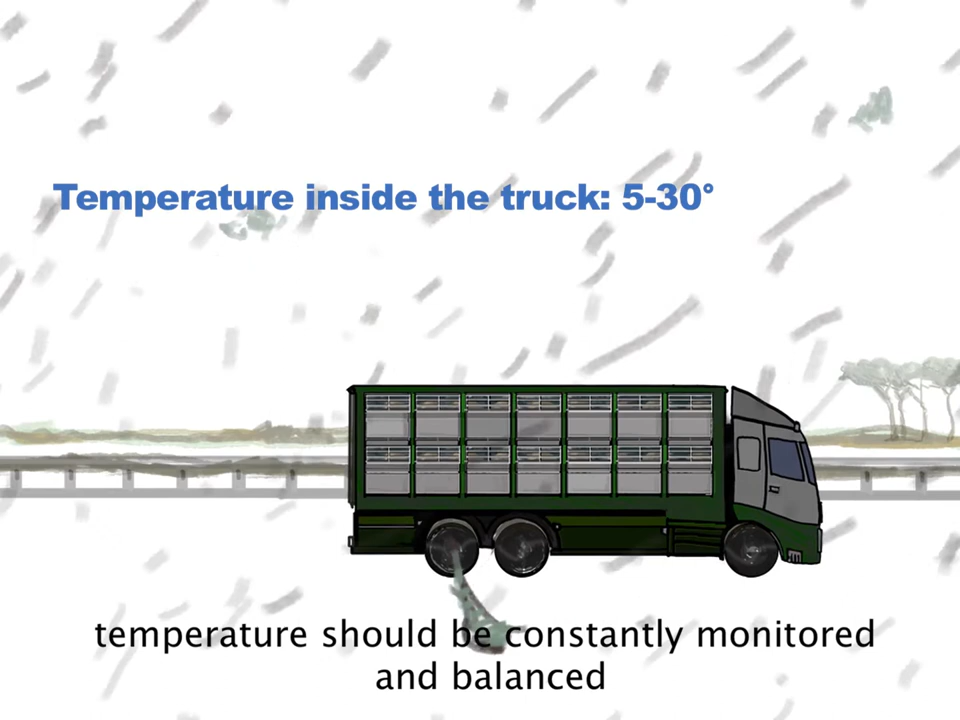 Temperature inside the truck: 5-30°
temperature should be constantly monitored
and balanced